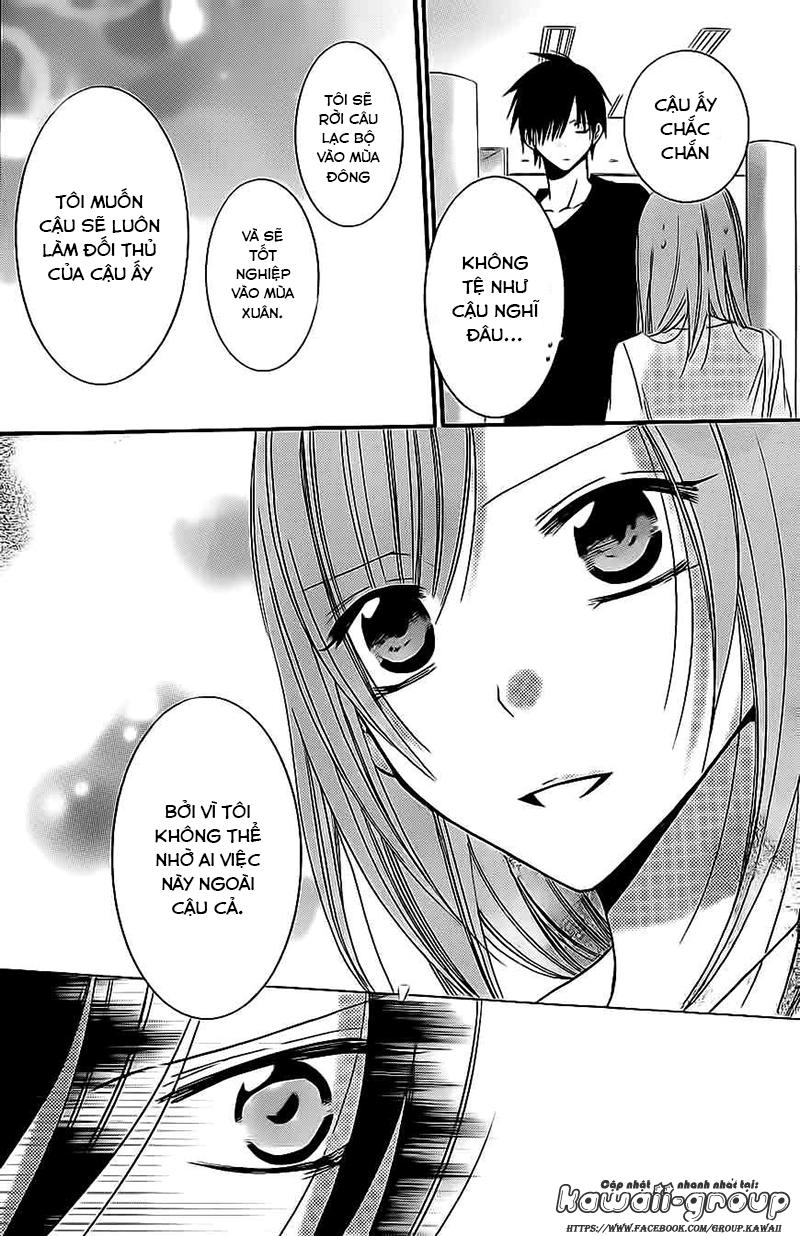 CẬU ẤY
CHẮC
CHẮN
KHÔNG
TỆ NHƯ
CẬU NGHĨ
ĐÂU...
TÔI SẼ
RỜI CÂU
LẠC BỘ
VÀO MÙA
ĐÔNG
VÀ SẼ
TỐT
NGHIỆP
VÀO MÙA
XUÂN.
TÔI MUỐN
CẬU SẼ LUÔN
LÀM ĐỐI THỦ
CỦA CẬU ẤY
BỞI VÌ TÔI
KHÔNG THỂ
NHỜ AI VIỆC
NÀY NGOÀI
CẬU CẢ.
Cập nhật nhanh nhất tại:
kawaii-group
HTTPS://WWW.FACEBOOK.COM/GROUP.KAWAII